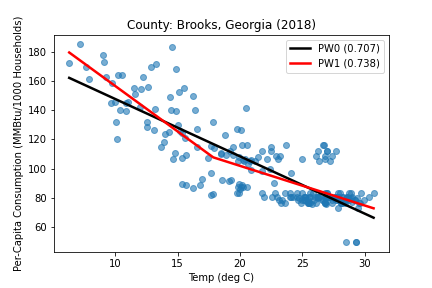 County: Brooks, Georgia (2018)
PW0 (0.707)
PW1 (0.738)
Per-Capita Consumption (MMBtu/1000 Households)
180
160
140
120
100
80
60
10 15 20 25 30
Temp (deg C)